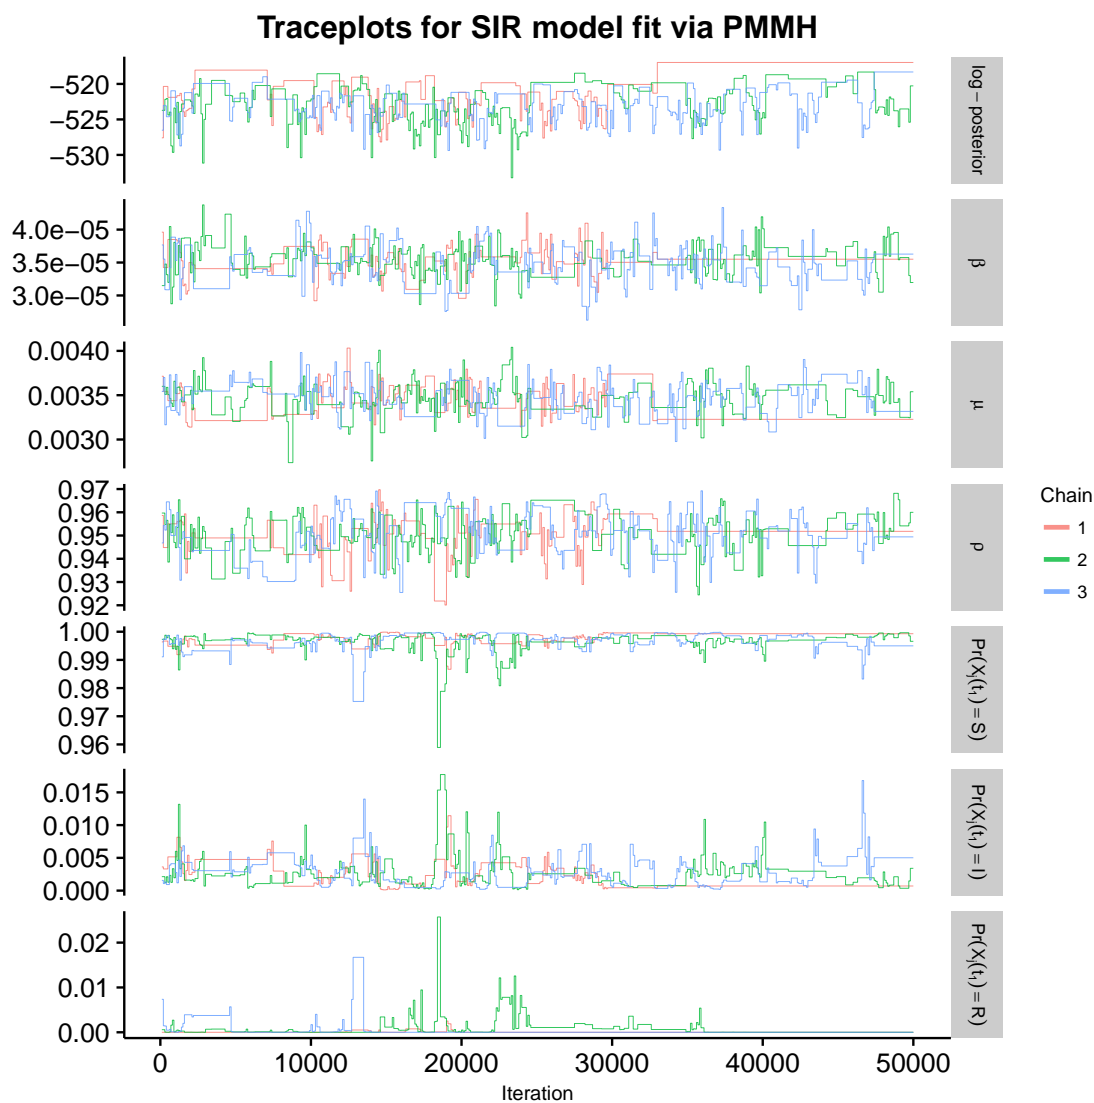 Traceplots for SIR model fit via PMMH
−520
−525
−530
log − posterior
4.0e−05
3.5e−05
3.0e−05
β
0.0040
0.0035
0.0030
μ
0.97
0.96
0.95
0.94
0.93
0.92
ρ
Chain
1
2
3
1.00
0.99
0.98
0.97
0.96
Pr(Xj(t1) = S)
0.015
0.010
0.005
0.000
Pr(Xj(t1) = I)
0.02
0.01
0.00
Pr(Xj(t1) = R)
0 10000 20000 30000 40000 50000
Iteration